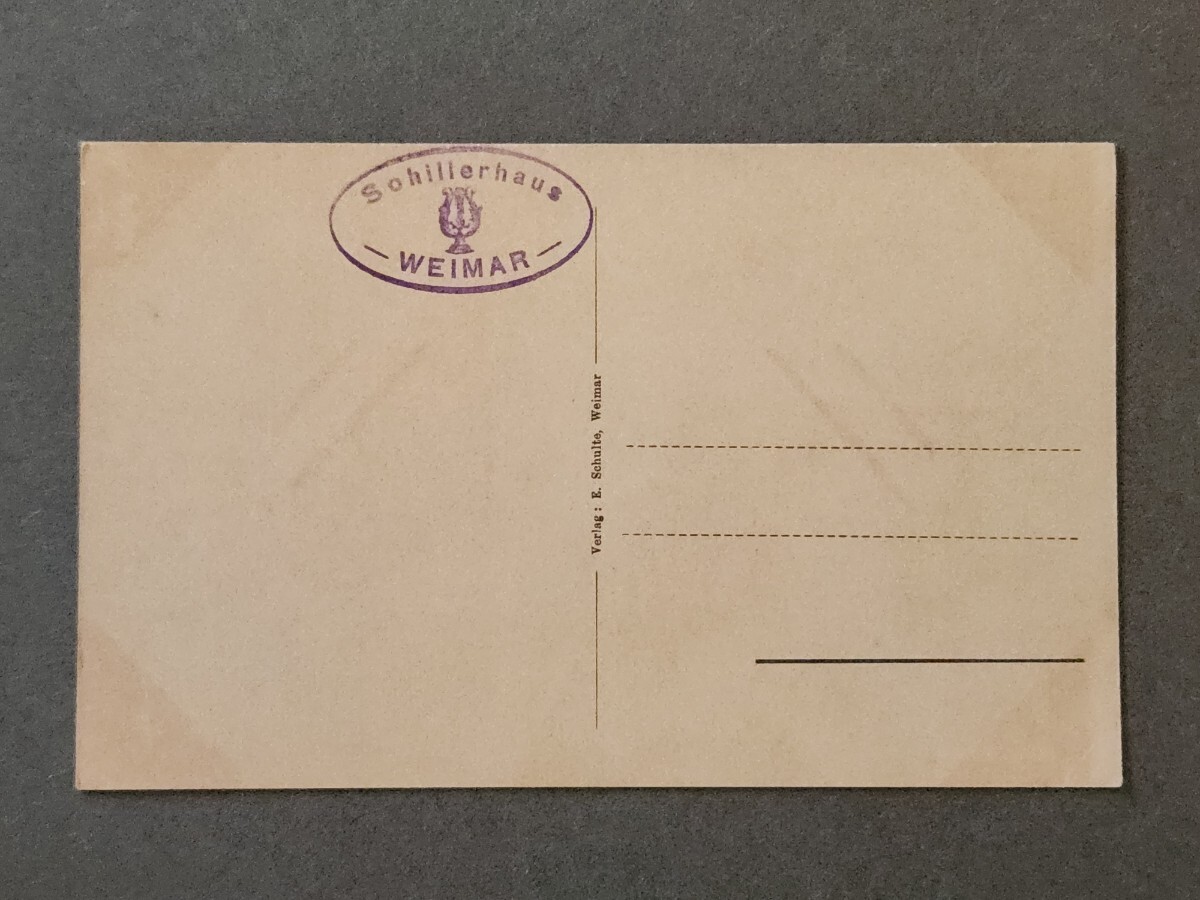 Schillerhaus
— WEIMAR —
Verlag: E. Schulte, Weimar